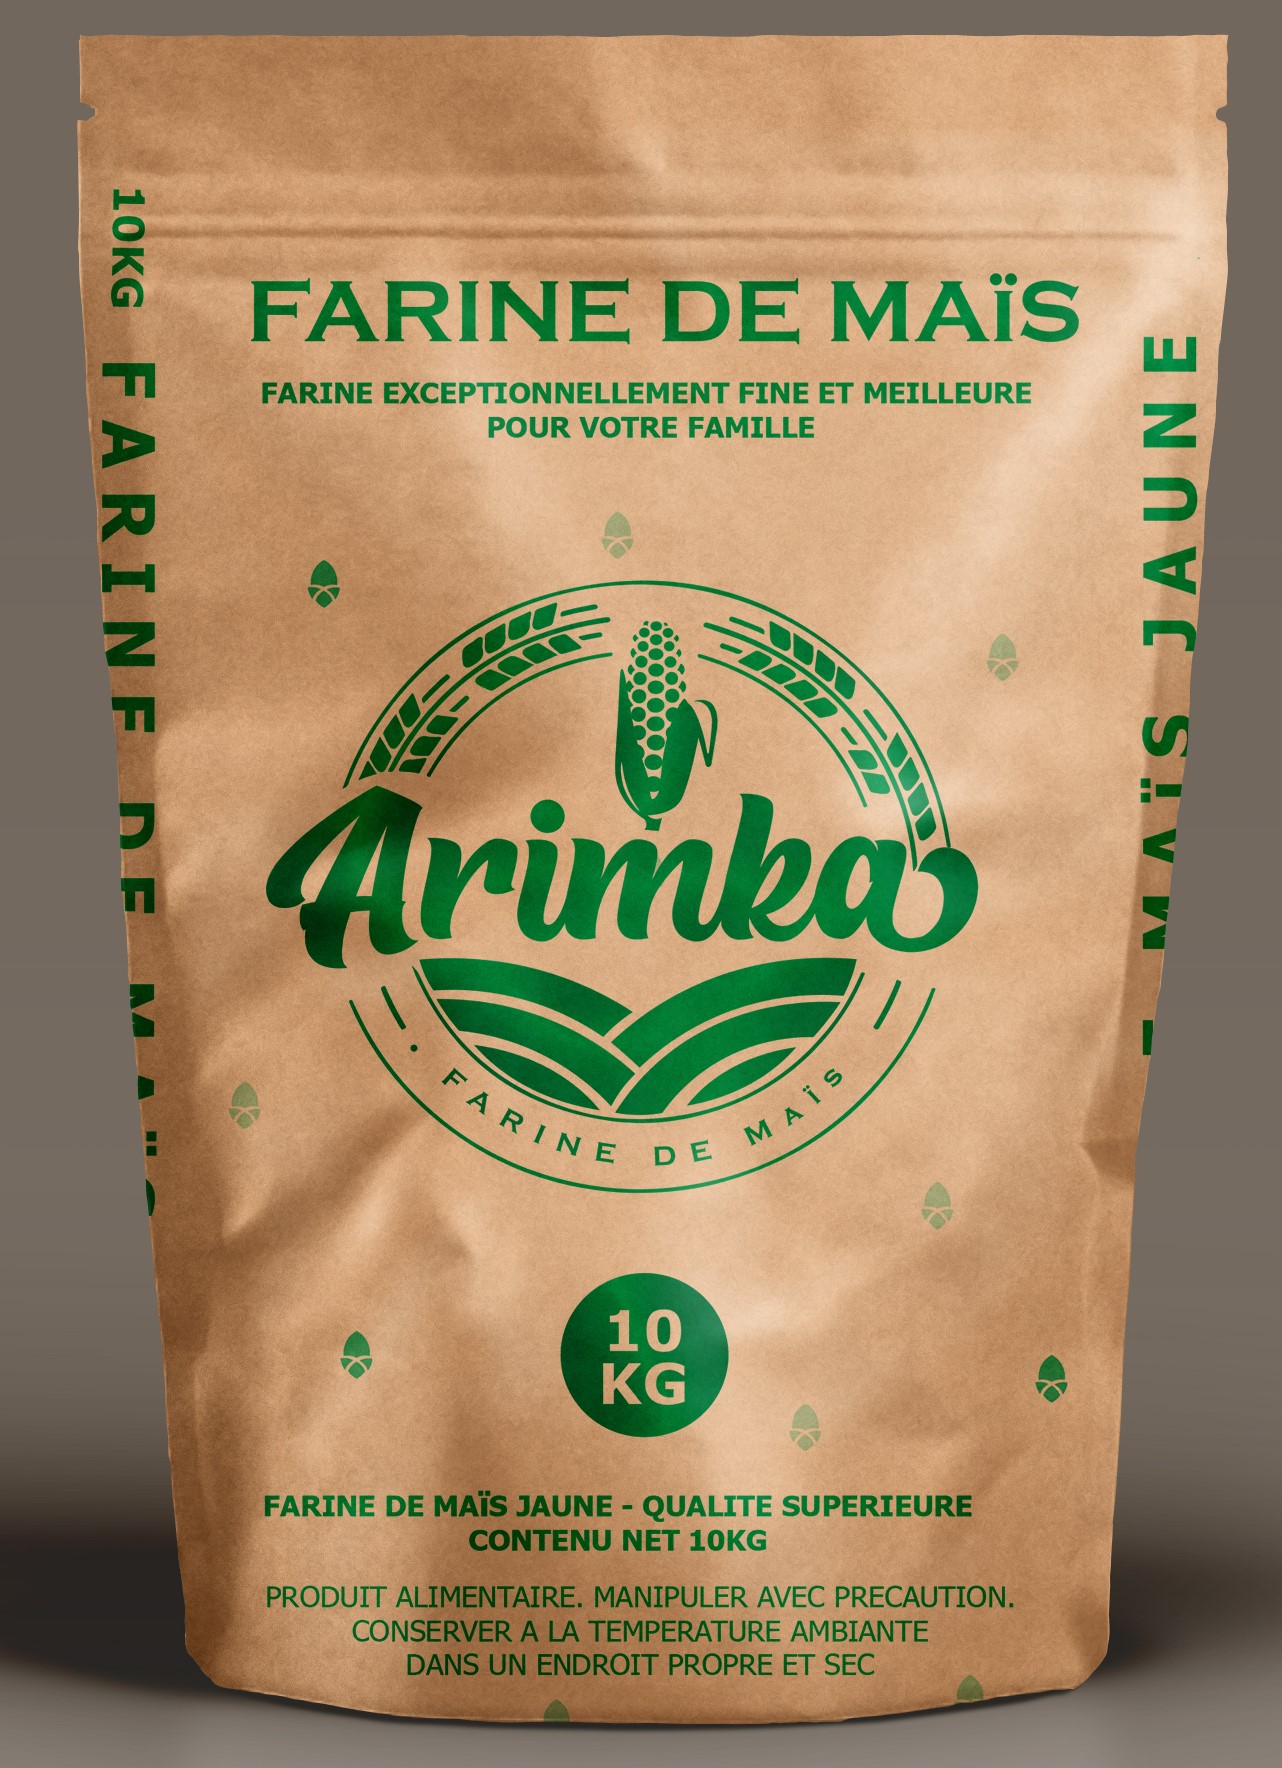 FARINE DE MAïS
FARINE EXCEPTIONNELLEMENT FINE ET MEILLEURE
POUR VOTRE FAMILLE
10KG FARINE DE MAÏS
MAÏS JAUNE
Arimka
• FARINE DE MAïS
10
KG
FARINE DE MAÏS JAUNE - QUALITE SUPERIEURE
CONTENU NET 10KG
PRODUIT ALIMENTAIRE. MANIPULER AVEC PRECAUTION.
CONSERVER A LA TEMPERATURE AMBIANTE
DANS UN ENDROIT PROPRE ET SEC